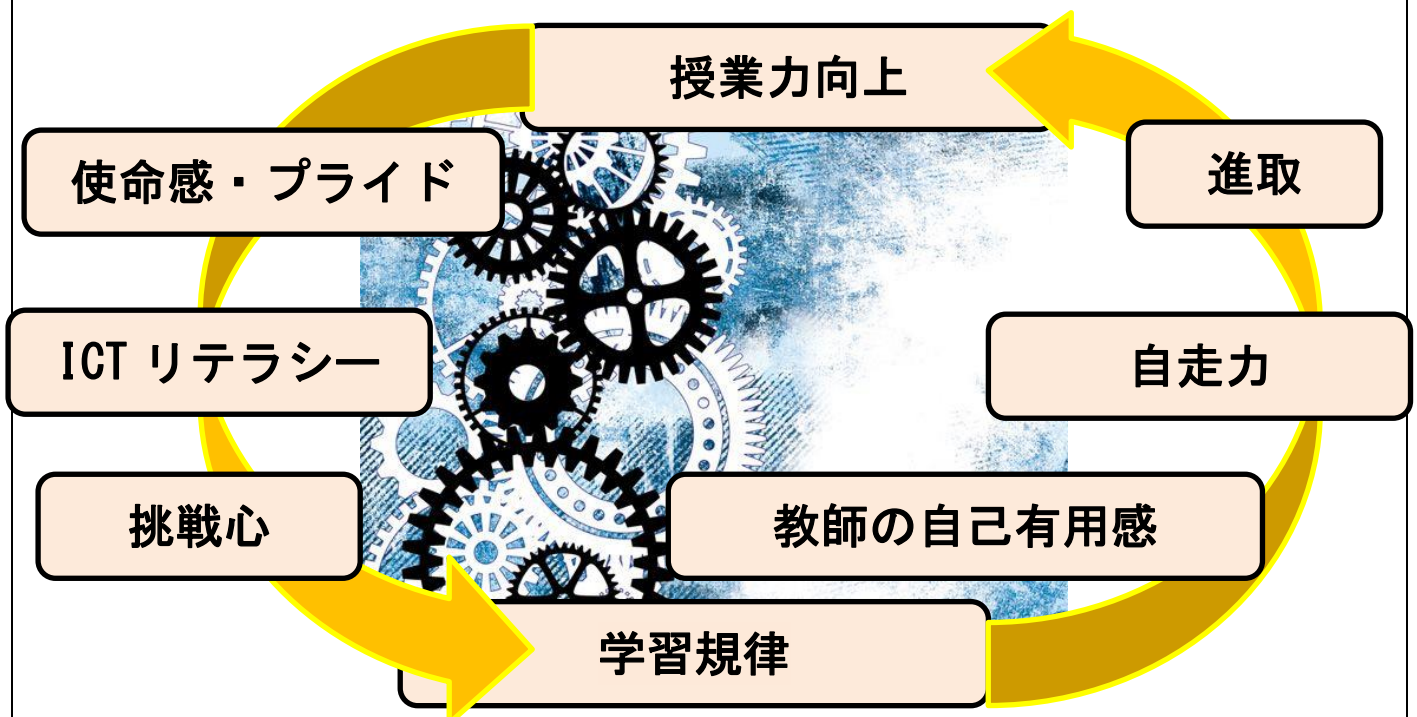 授業力向上
使命感・プライド
進取
ICT リテラシー
自走力
挑戦心
教師の自己有用感
学習規律